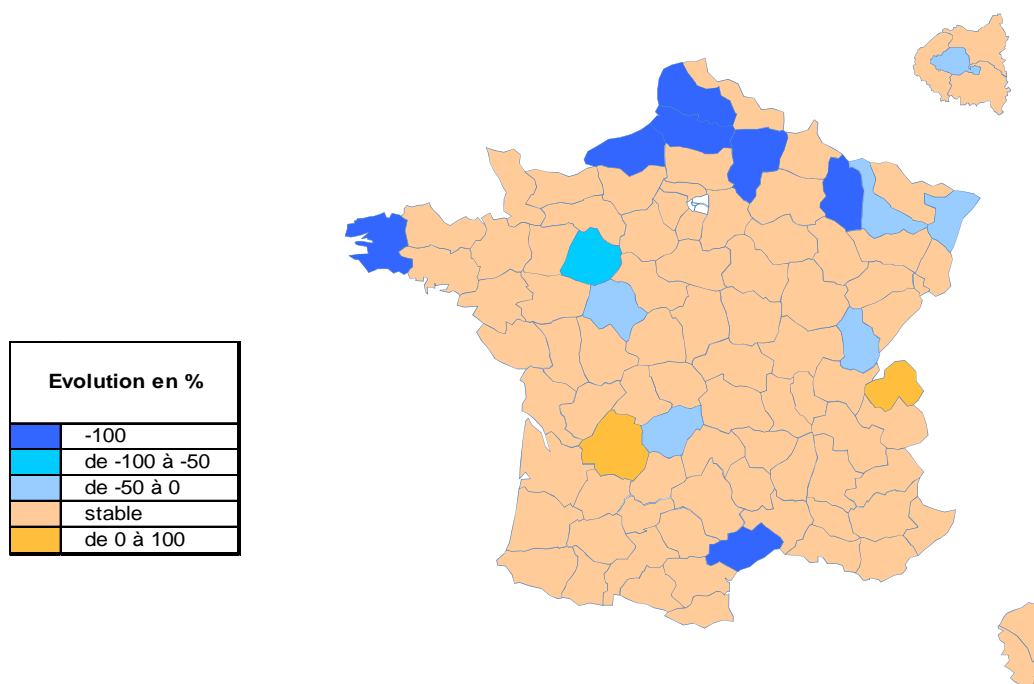 Evolution en %
-100
de -100 à -50
de -50 à 0
stable
de 0 à 100